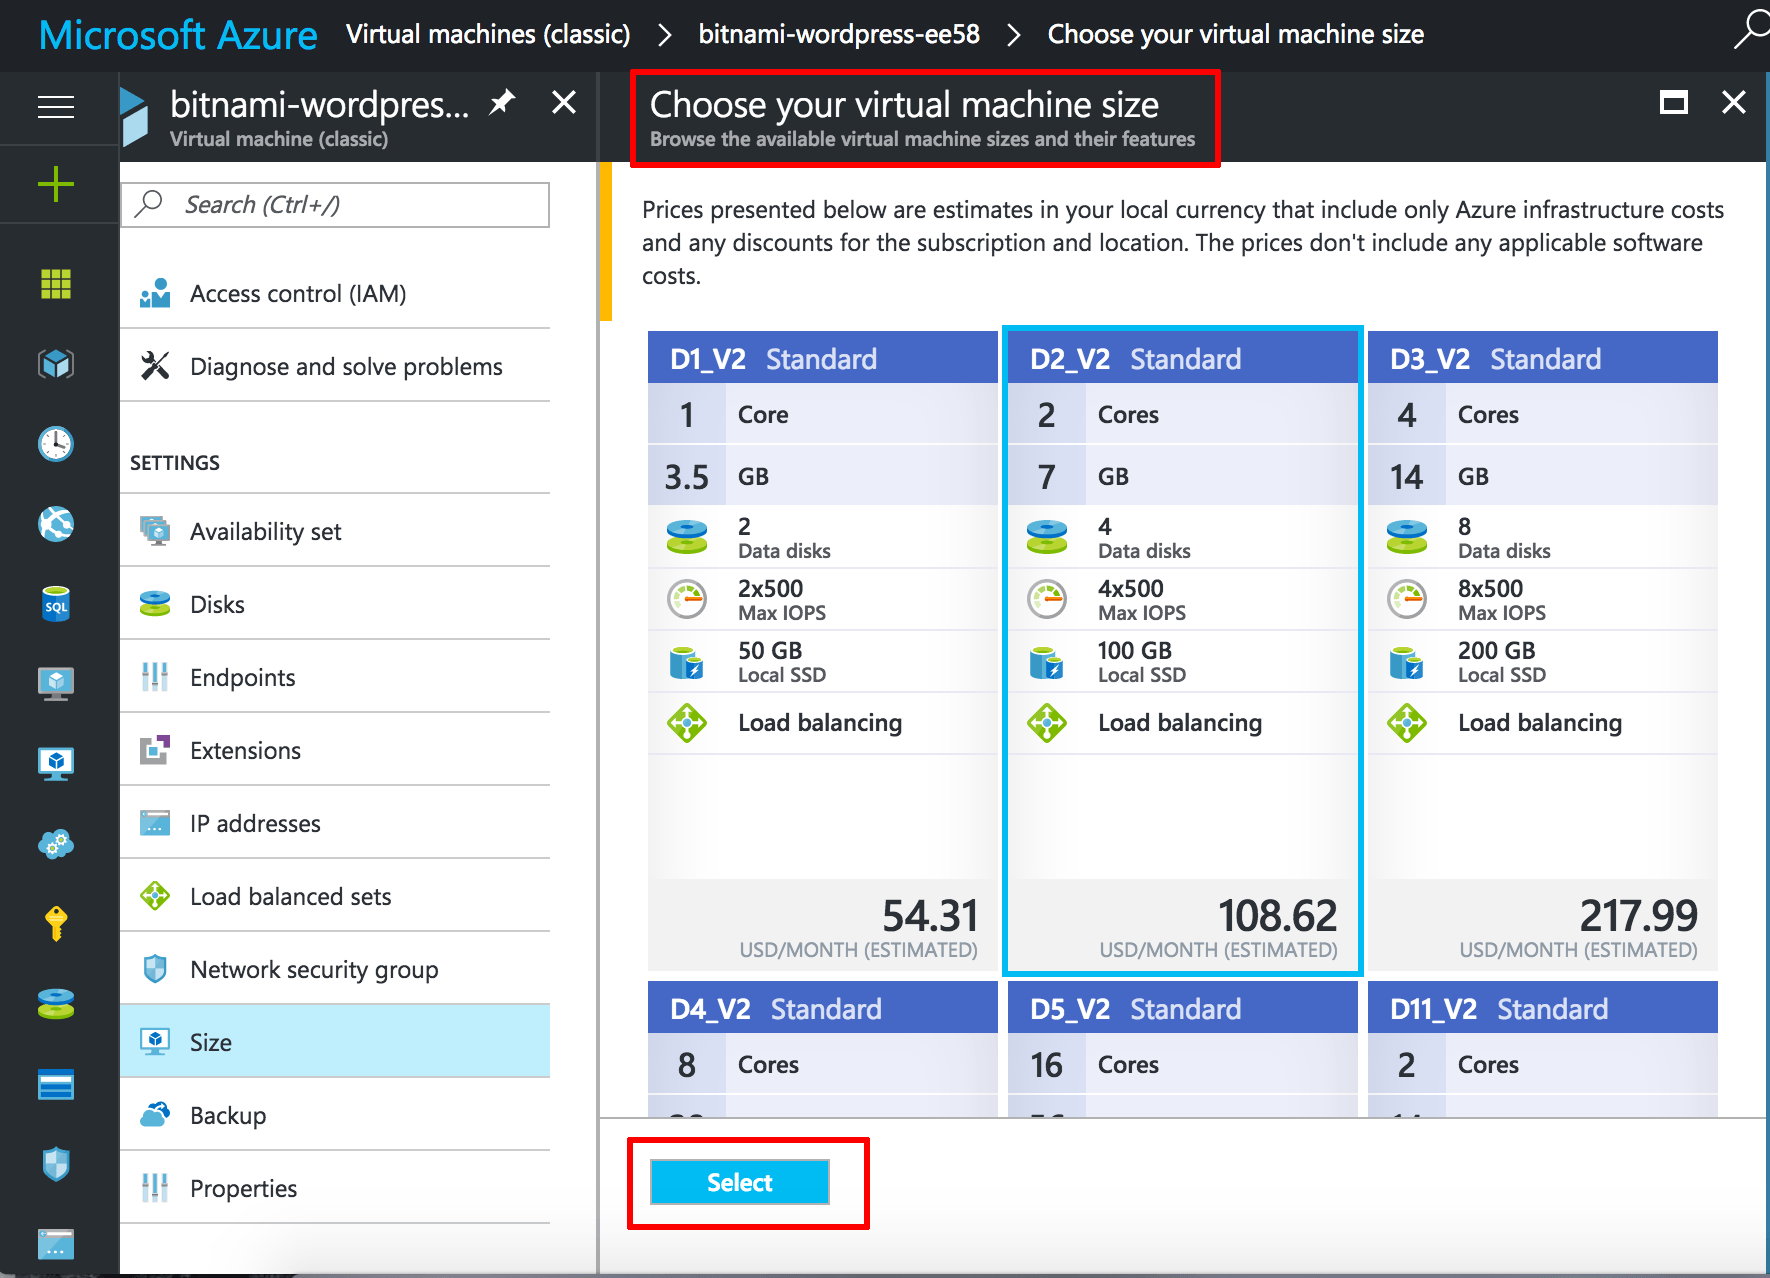 Microsoft Azure Virtual machines (classic) > bitnami-wordpress-ee58 > Choose your virtual machine size
bitnami-wordpres...
Virtual machine (classic)
Search (Ctrl+/)
Access control (IAM)
Diagnose and solve problems
SETTINGS
Availability set
Disks
Endpoints
Extensions
IP addresses
Load balanced sets
Network security group
Size
Backup
Properties
SQL
Choose your virtual machine size
Browse the available virtual machine sizes and their features
Prices presented below are estimates in your local currency that include only Azure infrastructure costs
and any discounts for the subscription and location. The prices don't include any applicable software
costs.
D1_V2 Standard
1 Core
3.5 GB
2
Data disks
2x500
Max IOPS
50 GB
Local SSD
Load balancing
54.31
USD/MONTH (ESTIMATED)
D2_V2 Standard
2 Cores
7 GB
4
Data disks
4x500
Max IOPS
100 GB
Local SSD
Load balancing
108.62
USD/MONTH (ESTIMATED)
D3_V2 Standard
4 Cores
14 GB
8
Data disks
8x500
Max IOPS
200 GB
Local SSD
Load balancing
217.99
USD/MONTH (ESTIMATED)
D4_V2 Standard
8 Cores
D5_V2 Standard
16 Cores
D11_V2 Standard
2 Cores
Select